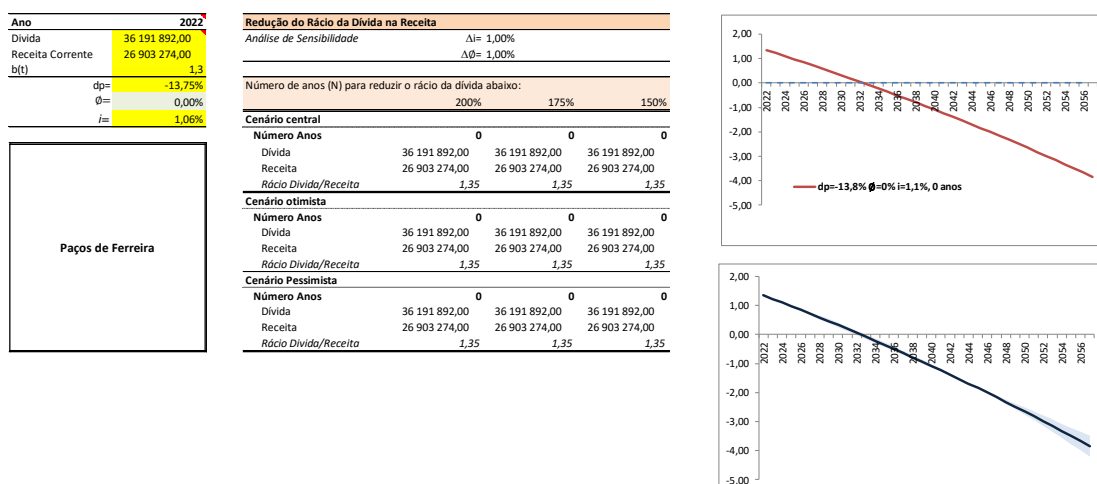 Ano 2022
Divida 36 191 892,00
Receita Corrente 26 903 274,00
b(t) 1,3
dp= -13,75%
Ø= 0,00%
i= 1,06%
Paços de Ferreira
Redução do Rácio da Dívida na Receita
Análise de Sensibilidade Δi= 1,00%
ΔØ= 1,00%
Número de anos (N) para reduzir o rácio da dívida abaixo:
200% 175% 150%
Cenário central
Número Anos 0 0 0
Dívida 36 191 892,00 36 191 892,00 36 191 892,00
Receita 26 903 274,00 26 903 274,00 26 903 274,00
Rácio Divida/Receita 1,35 1,35 1,35
Cenário otimista
Número Anos 0 0 0
Dívida 36 191 892,00 36 191 892,00 36 191 892,00
Receita 26 903 274,00 26 903 274,00 26 903 274,00
Rácio Divida/Receita 1,35 1,35 1,35
Cenário Pessimista
Número Anos 0 0 0
Dívida 36 191 892,00 36 191 892,00 36 191 892,00
Receita 26 903 274,00 26 903 274,00 26 903 274,00
Rácio Divida/Receita 1,35 1,35 1,35
2,00
1,00
0,00
-1,00
-2,00
-3,00
-4,00
-5,00
2022 2024 2026 2028 2030 2032 2034 2036 2038 2040 2042 2044 2046 2048 2050 2052 2054 2056
dp=-13,8% Ø=0% i=1,1%, 0 anos
2,00
1,00
0,00
-1,00
-2,00
-3,00
-4,00
-5,00
2022 2024 2026 2028 2030 2032 2034 2036 2038 2040 2042 2044 2046 2048 2050 2052 2054 2056